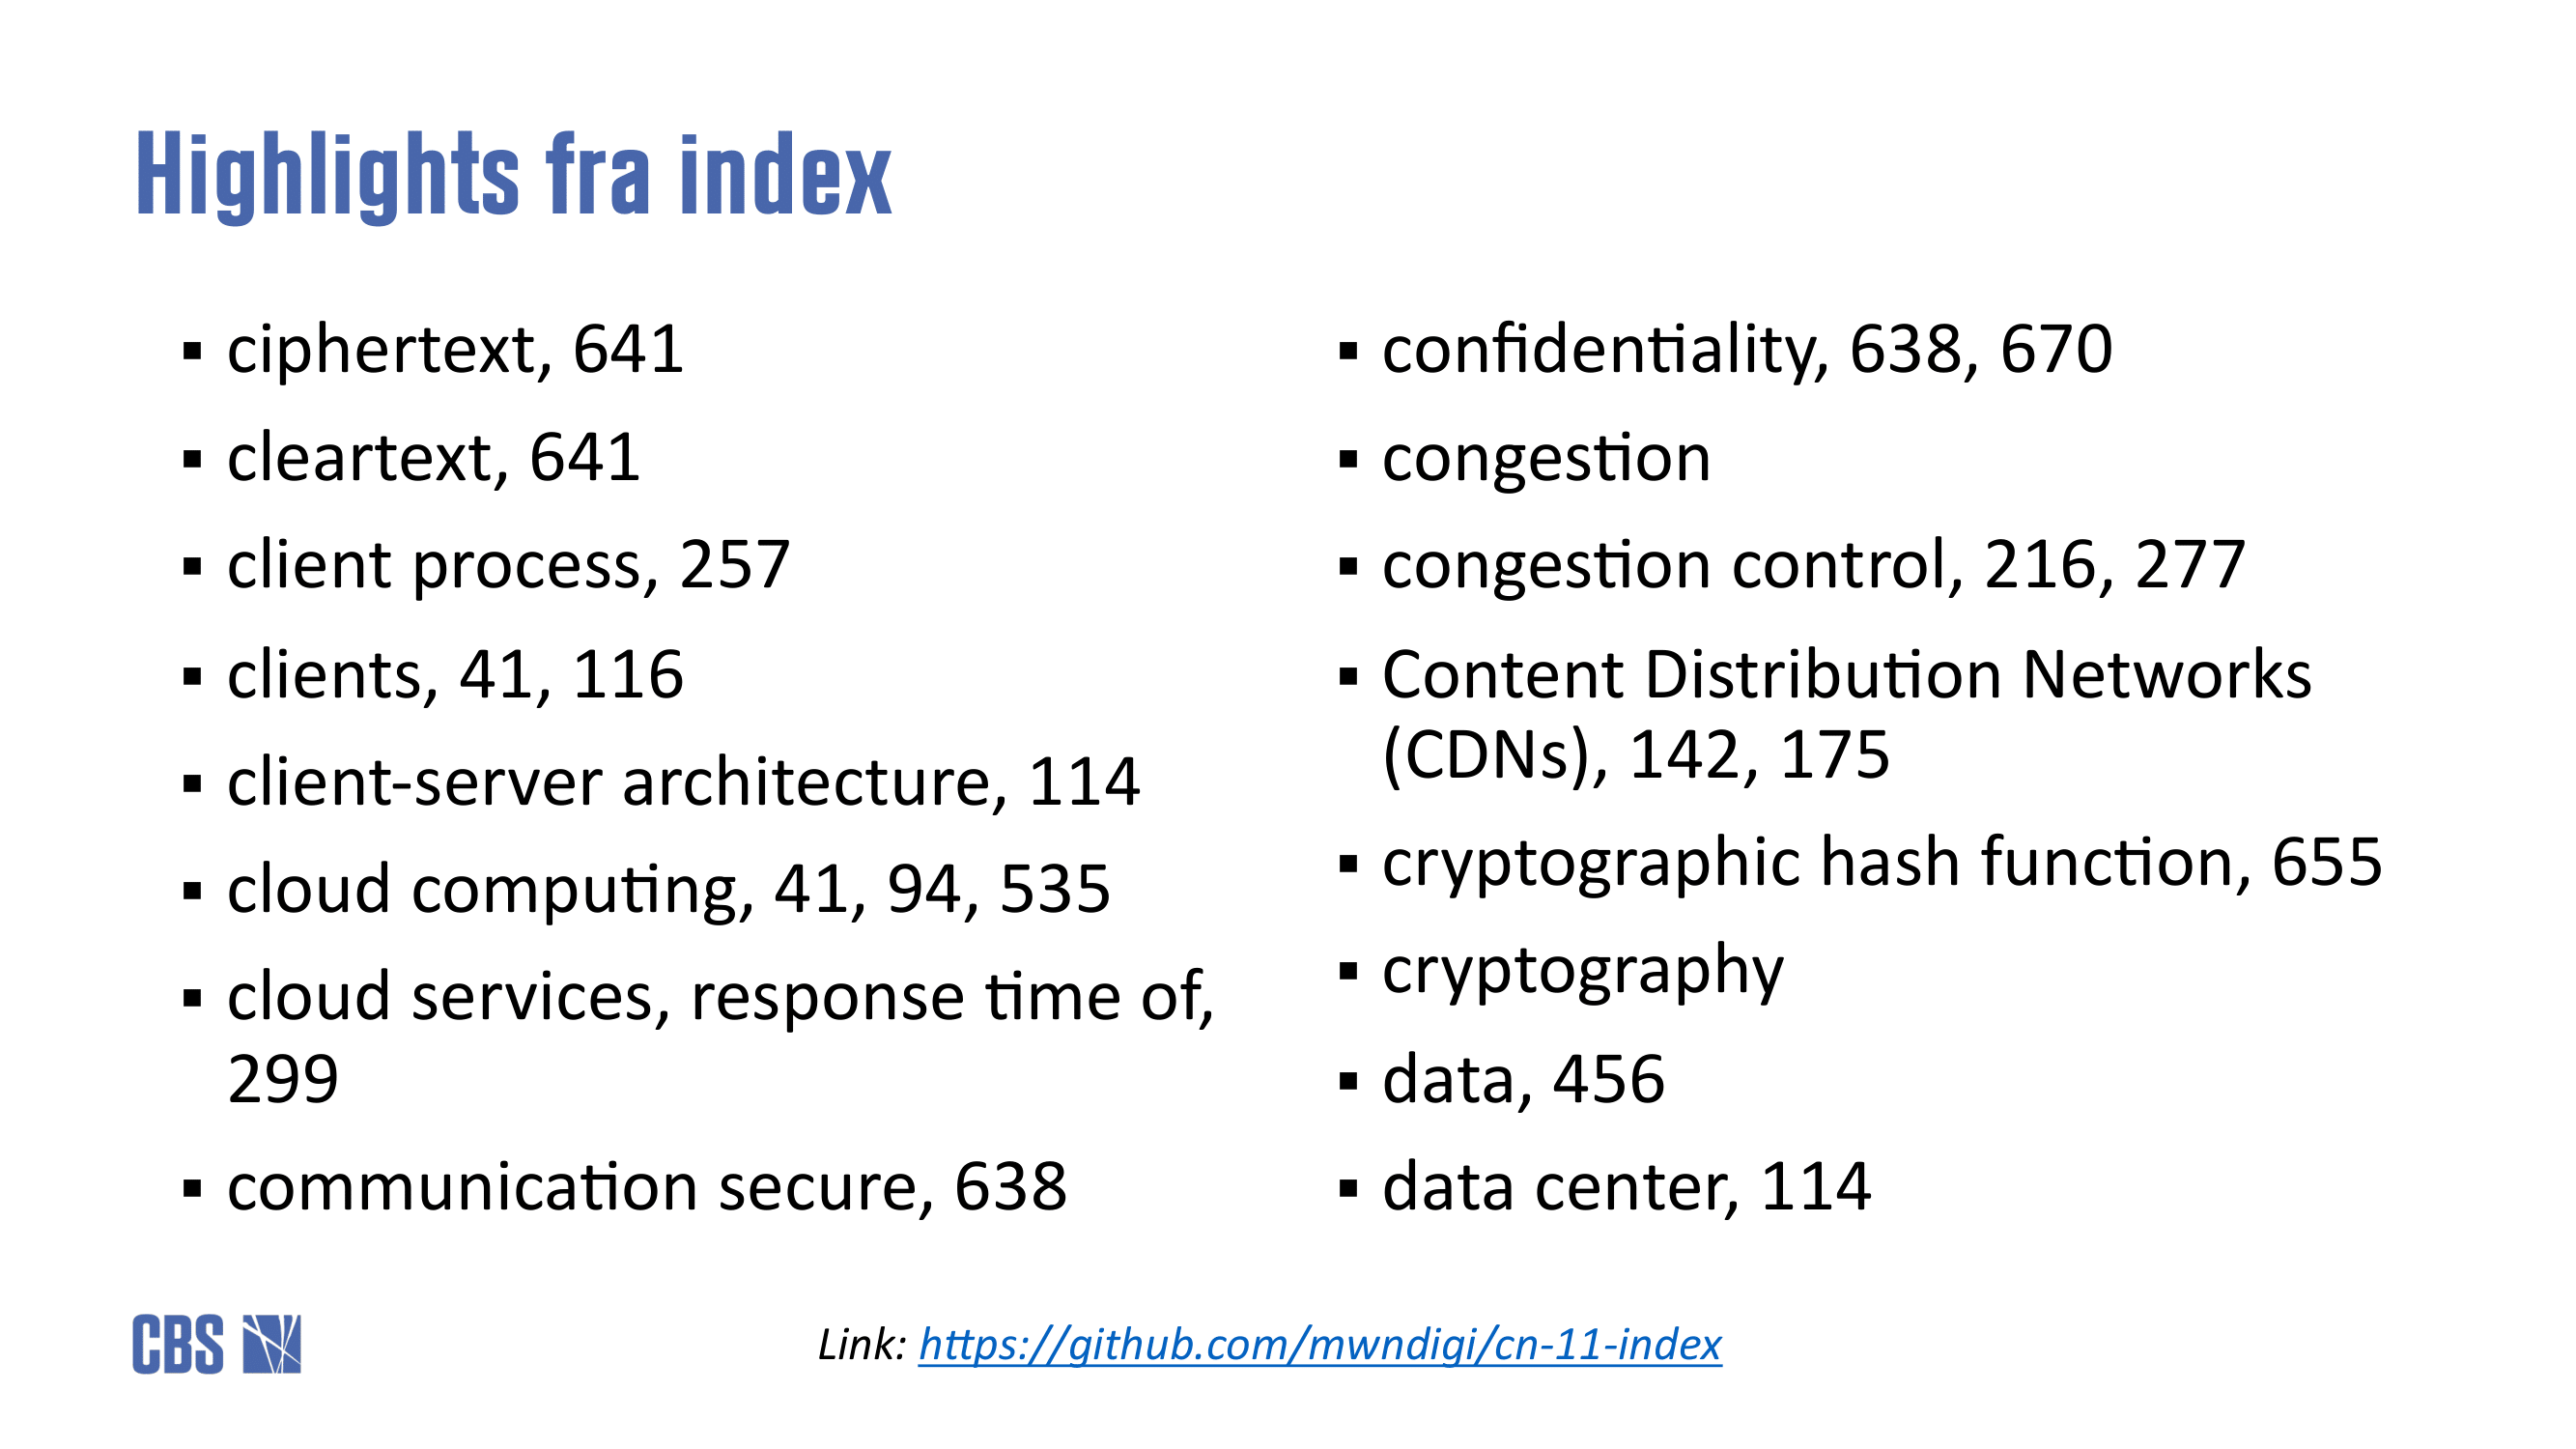 Highlights fra index
▪ ciphertext, 641
▪ cleartext, 641
▪ client process, 257
▪ clients, 41, 116
▪ client-server architecture, 114
▪ cloud computing, 41, 94, 535
▪ cloud services, response time of,
299
▪ communication secure, 638
▪ confidentiality, 638, 670
▪ congestion
▪ congestion control, 216, 277
▪ Content Distribution Networks
(CDNs), 142, 175
▪ cryptographic hash function, 655
▪ cryptography
▪ data, 456
▪ data center, 114
CBS
Link: https://github.com/mwndigi/cn-11-index